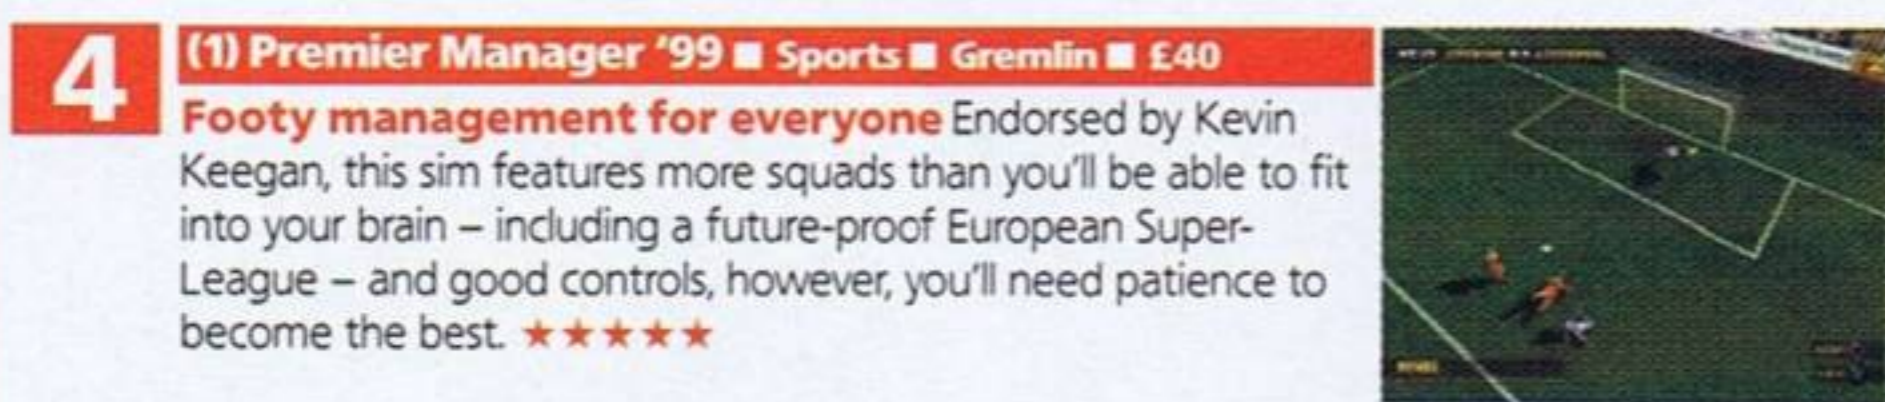 4
(1) Premier Manager '99 ■ Sports ■ Gremlin ■ £40
Footy management for everyone Endorsed by Kevin
Keegan, this sim features more squads than you'll be able to fit
into your brain – including a future-proof European Super-
League – and good controls, however, you'll need patience to
become the best. ★★★★★